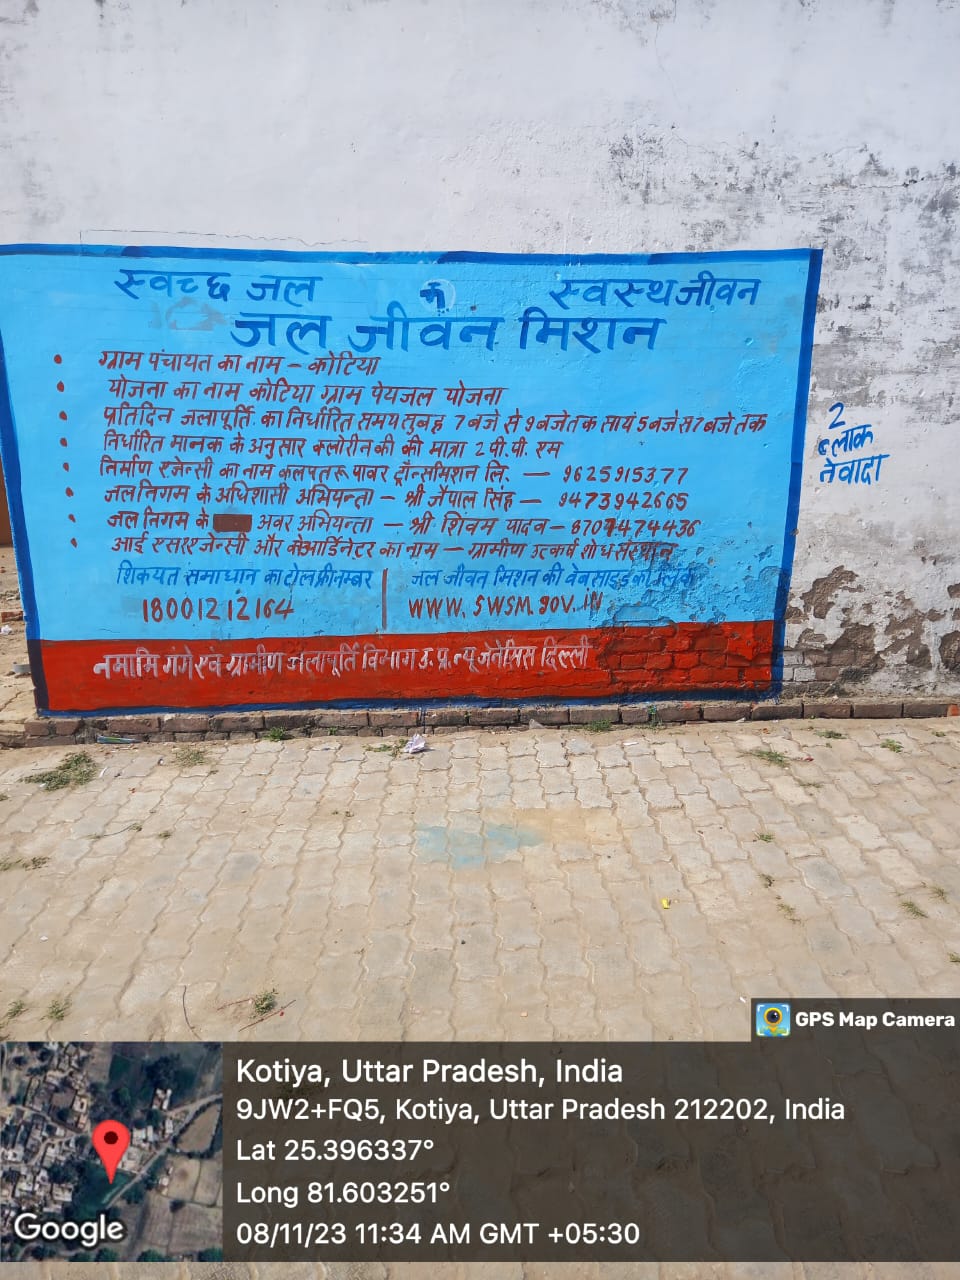 स्वच्छ जल स्वस्थ जीवन
जल जीवन मिशन
ग्राम पंचायत का नाम - कोटिया
योजना का नाम कोटिया ग्राम पेयजल योजना
प्रतिदिन जलापूर्ति का निर्धारित समय सुबह 7 बजे से 9 बजे तक सायं 5 बजे स 7 बजे तक
निर्धारित मानक के अनुसार क्लोरीन की की मात्रा 2 पी.पी. एम
निर्माण एजेन्सी का नाम कलपतरू पावर ट्रान्समिशन लि. - 9625915377
जल निगम के अधिशासी अभियन्ता - श्री जैपाल सिंह - 9473942665
जल निगम के अवर अभियन्ता - श्री शिवम यादव - 8707474436
आई एस ए एजेन्सी और कोआर्डिनेटर का नाम - ग्रामीण उत्कर्ष शोध संस्थान
शिकयत समाधान का टोल फ्री नम्बर
18001212164
जल जीवन मिशन की वेबसाइड का लिंक
WWW. SWSM.GOV.IN
नमामि गंगे एवं ग्रामीण जलापूर्ति विभाग उ.प्र. न्यू जेनेसिस दिल्ली
2
ब्लाक
नेवादा
GPS Map Camera
Kotiya, Uttar Pradesh, India
9JW2+FQ5, Kotiya, Uttar Pradesh 212202, India
Lat 25.396337°
Long 81.603251°
08/11/23 11:34 AM GMT +05:30
Google